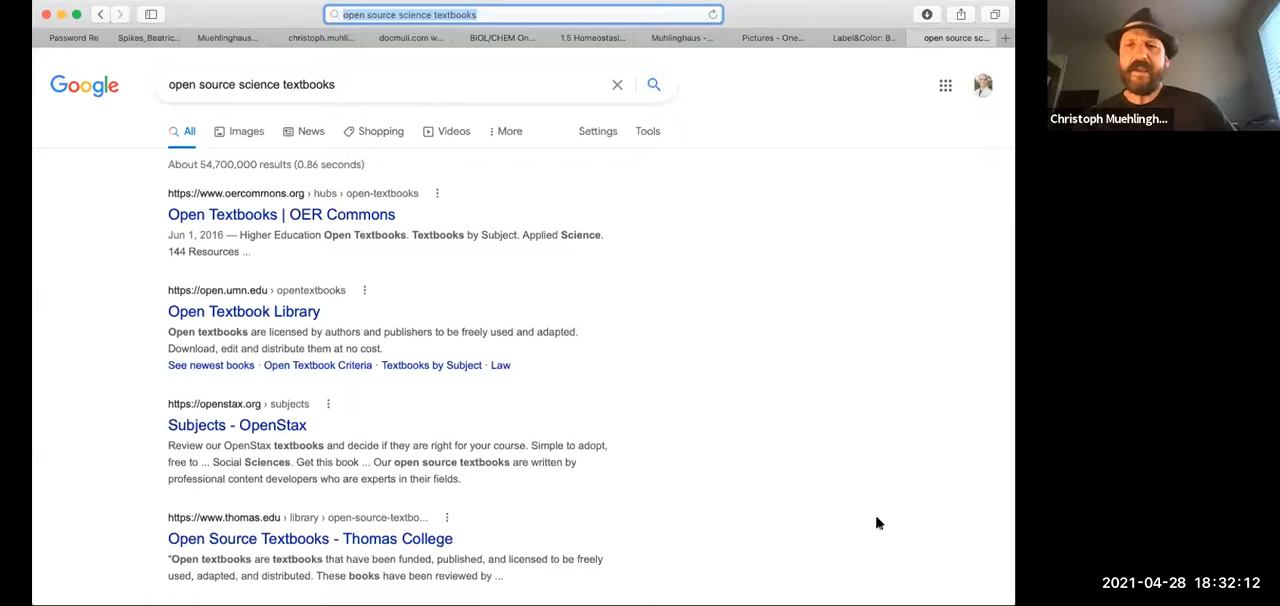 open source science textbooks
Password Re
Spikes_Beatric...
Muehlinghaus...
christoph.muhli...
docmuli.com w...
BIOL/CHEM On...
1.5 Homeostasi...
Muhlinghaus -...
Pictures - One...
Label&Color: B...
open source sc...
Christoph Muehlingh...
Google
open source science textbooks
All
Images
News
Shopping
Videos
More
Settings
Tools
About 54,700,000 results (0.86 seconds)
https://www.oercommons.org › hubs › open-textbooks
Open Textbooks | OER Commons
Jun 1, 2016 — Higher Education Open Textbooks. Textbooks by Subject. Applied Science.
144 Resources ...
https://open.umn.edu › opentextbooks
Open Textbook Library
Open textbooks are licensed by authors and publishers to be freely used and adapted.
Download, edit and distribute them at no cost.
See newest books · Open Textbook Criteria · Textbooks by Subject · Law
https://openstax.org › subjects
Subjects - OpenStax
Review our OpenStax textbooks and decide if they are right for your course. Simple to adopt,
free to ... Social Sciences. Get this book ... Our open source textbooks are written by
professional content developers who are experts in their fields.
https://www.thomas.edu › library › open-source-textbo...
Open Source Textbooks - Thomas College
"Open textbooks are textbooks that have been funded, published, and licensed to be freely
used, adapted, and distributed. These books have been reviewed by ...
2021-04-28 18:32:12